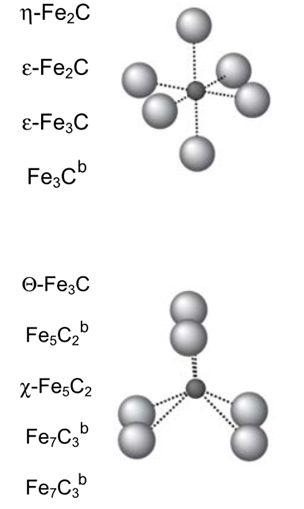 η-Fe₂C
ε-Fe₂C
ε-Fe₃C
Fe₃Cᵇ
Θ-Fe₃C
Fe₅C₂ᵇ
χ-Fe₅C₂
Fe₇C₃ᵇ
Fe₇C₃ᵇ